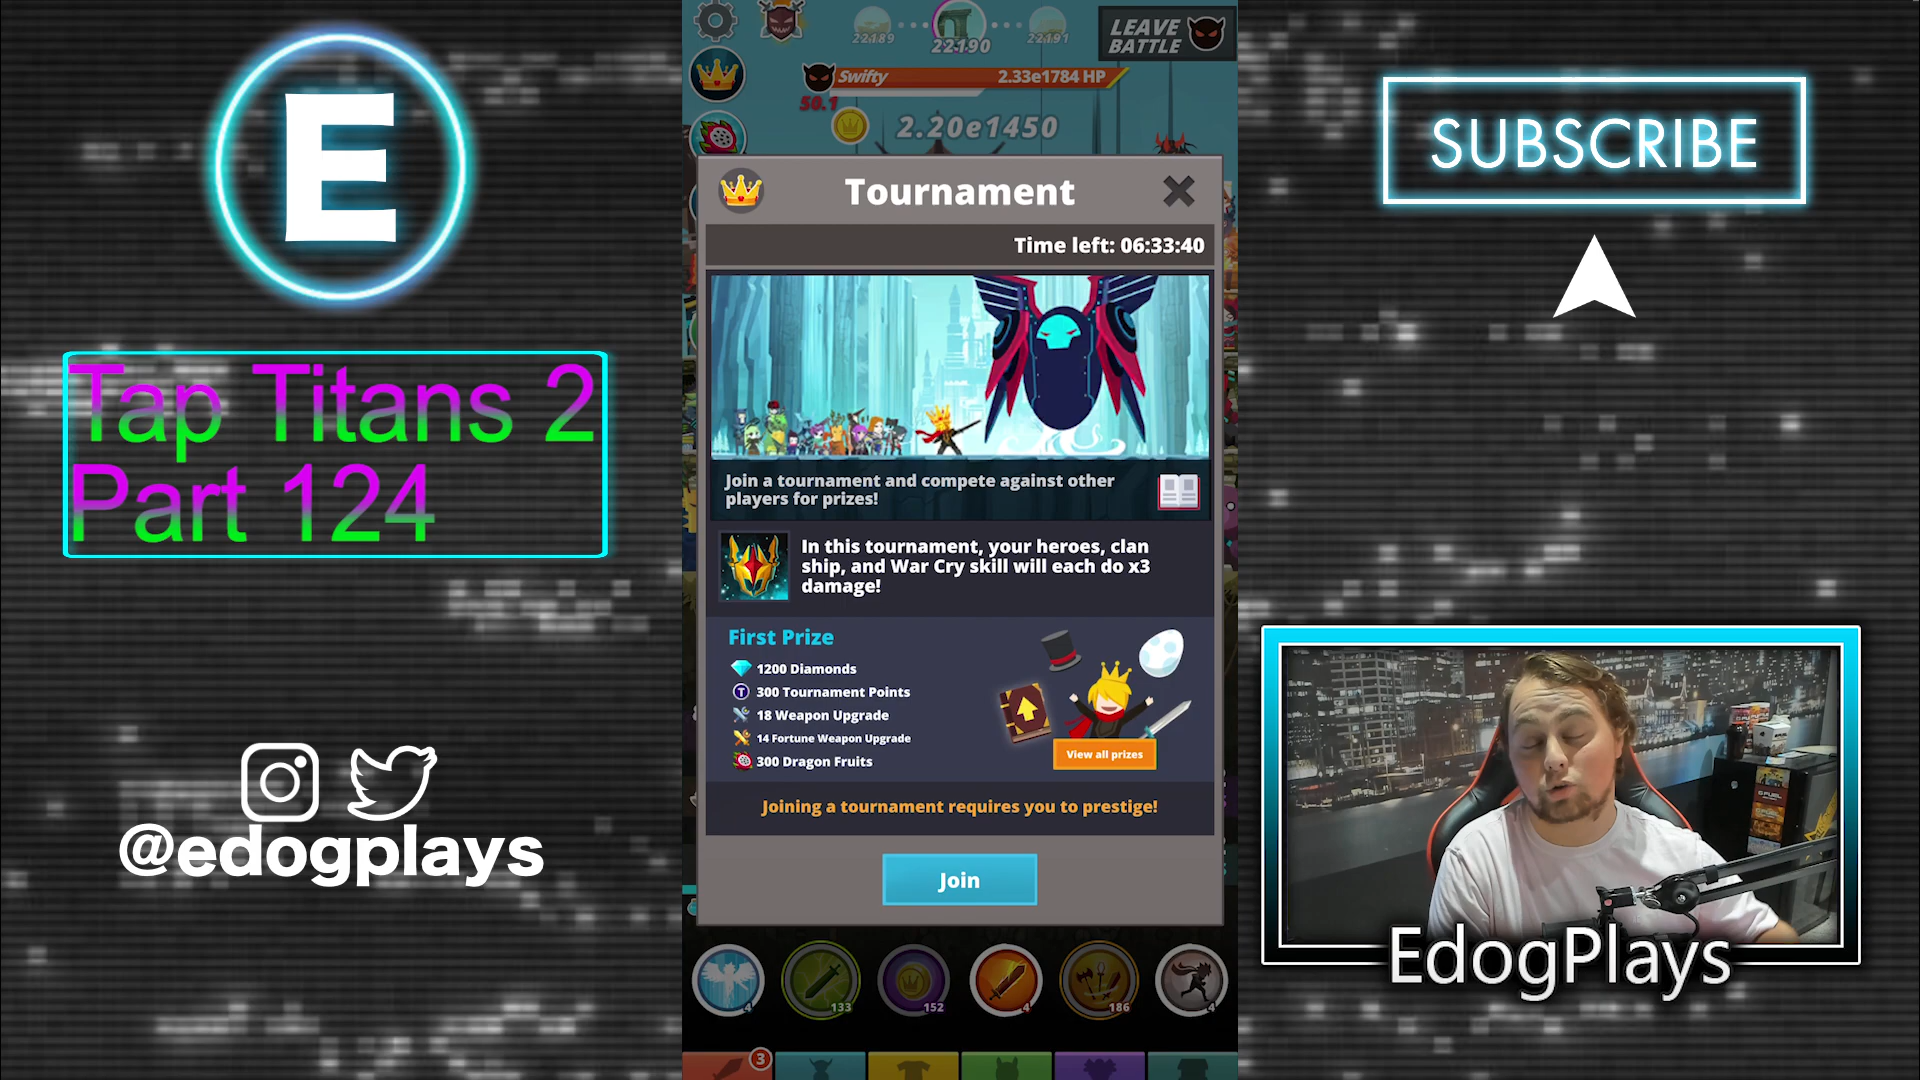 E
Tap Titans 2
Part 124
@edogplays
22189
22190
22191
LEAVE
BATTLE
Swifty
2.33e1784 HP
50.1
2.20e1450
Tournament
Time left: 06:33:40
Join a tournament and compete against other
players for prizes!
In this tournament, your heroes, clan
ship, and War Cry skill will each do x3
damage!
First Prize
1200 Diamonds
T
300 Tournament Points
18 Weapon Upgrade
14 Fortune Weapon Upgrade
300 Dragon Fruits
View all prizes
Joining a tournament requires you to prestige!
Join
4
133
152
4
186
4
3
SUBSCRIBE
EdogPlays